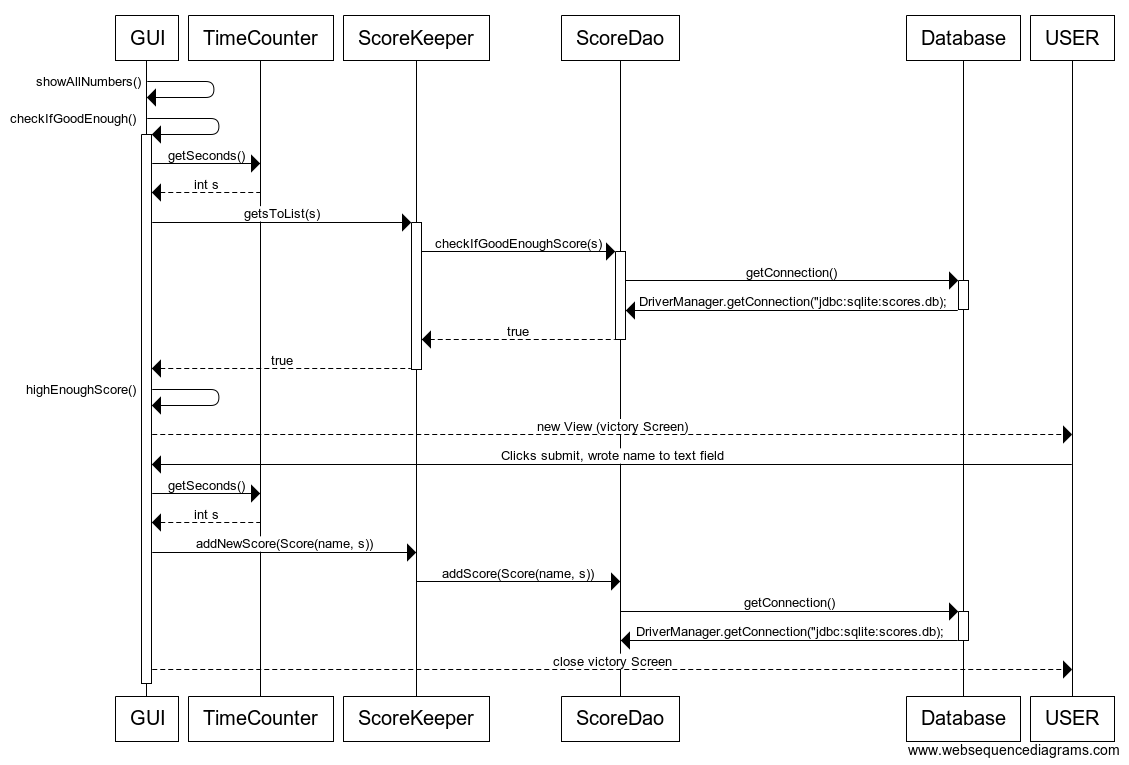 GUI TimeCounter ScoreKeeper ScoreDao Database USER
showAllNumbers()
checkIfGoodEnough()
getSeconds()
int s
getsToList(s)
checkIfGoodEnoughScore(s)
getConnection()
DriverManager.getConnection("jdbc:sqlite:scores.db);
true
true
highEnoughScore()
new View (victory Screen)
Clicks submit, wrote name to text field
getSeconds()
int s
addNewScore(Score(name, s))
addScore(Score(name, s))
getConnection()
DriverManager.getConnection("jdbc:sqlite:scores.db);
close victory Screen
GUI TimeCounter ScoreKeeper ScoreDao Database USER
www.websequencediagrams.com